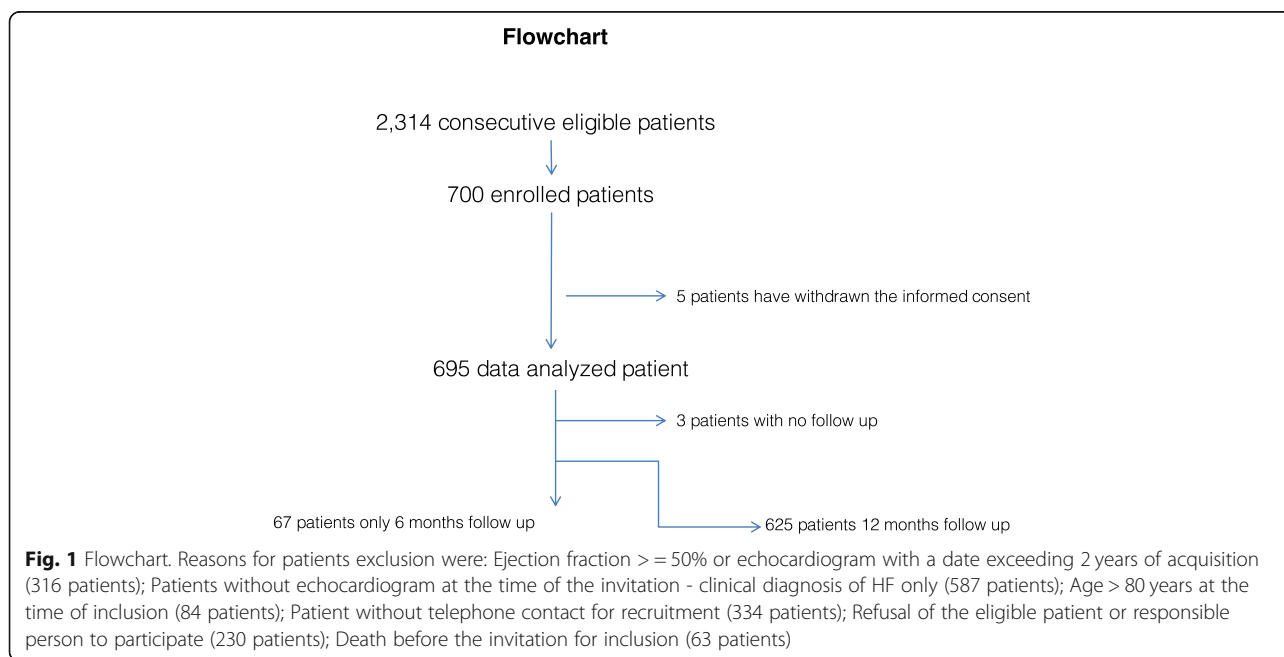 Flowchart
2,314 consecutive eligible patients
700 enrolled patients
5 patients have withdrawn the informed consent
695 data analyzed patient
3 patients with no follow up
67 patients only 6 months follow up
625 patients 12 months follow up
Fig. 1 Flowchart. Reasons for patients exclusion were: Ejection fraction > = 50% or echocardiogram with a date exceeding 2 years of acquisition
(316 patients); Patients without echocardiogram at the time of the invitation - clinical diagnosis of HF only (587 patients); Age > 80 years at the
time of inclusion (84 patients); Patient without telephone contact for recruitment (334 patients); Refusal of the eligible patient or responsible
person to participate (230 patients); Death before the invitation for inclusion (63 patients)